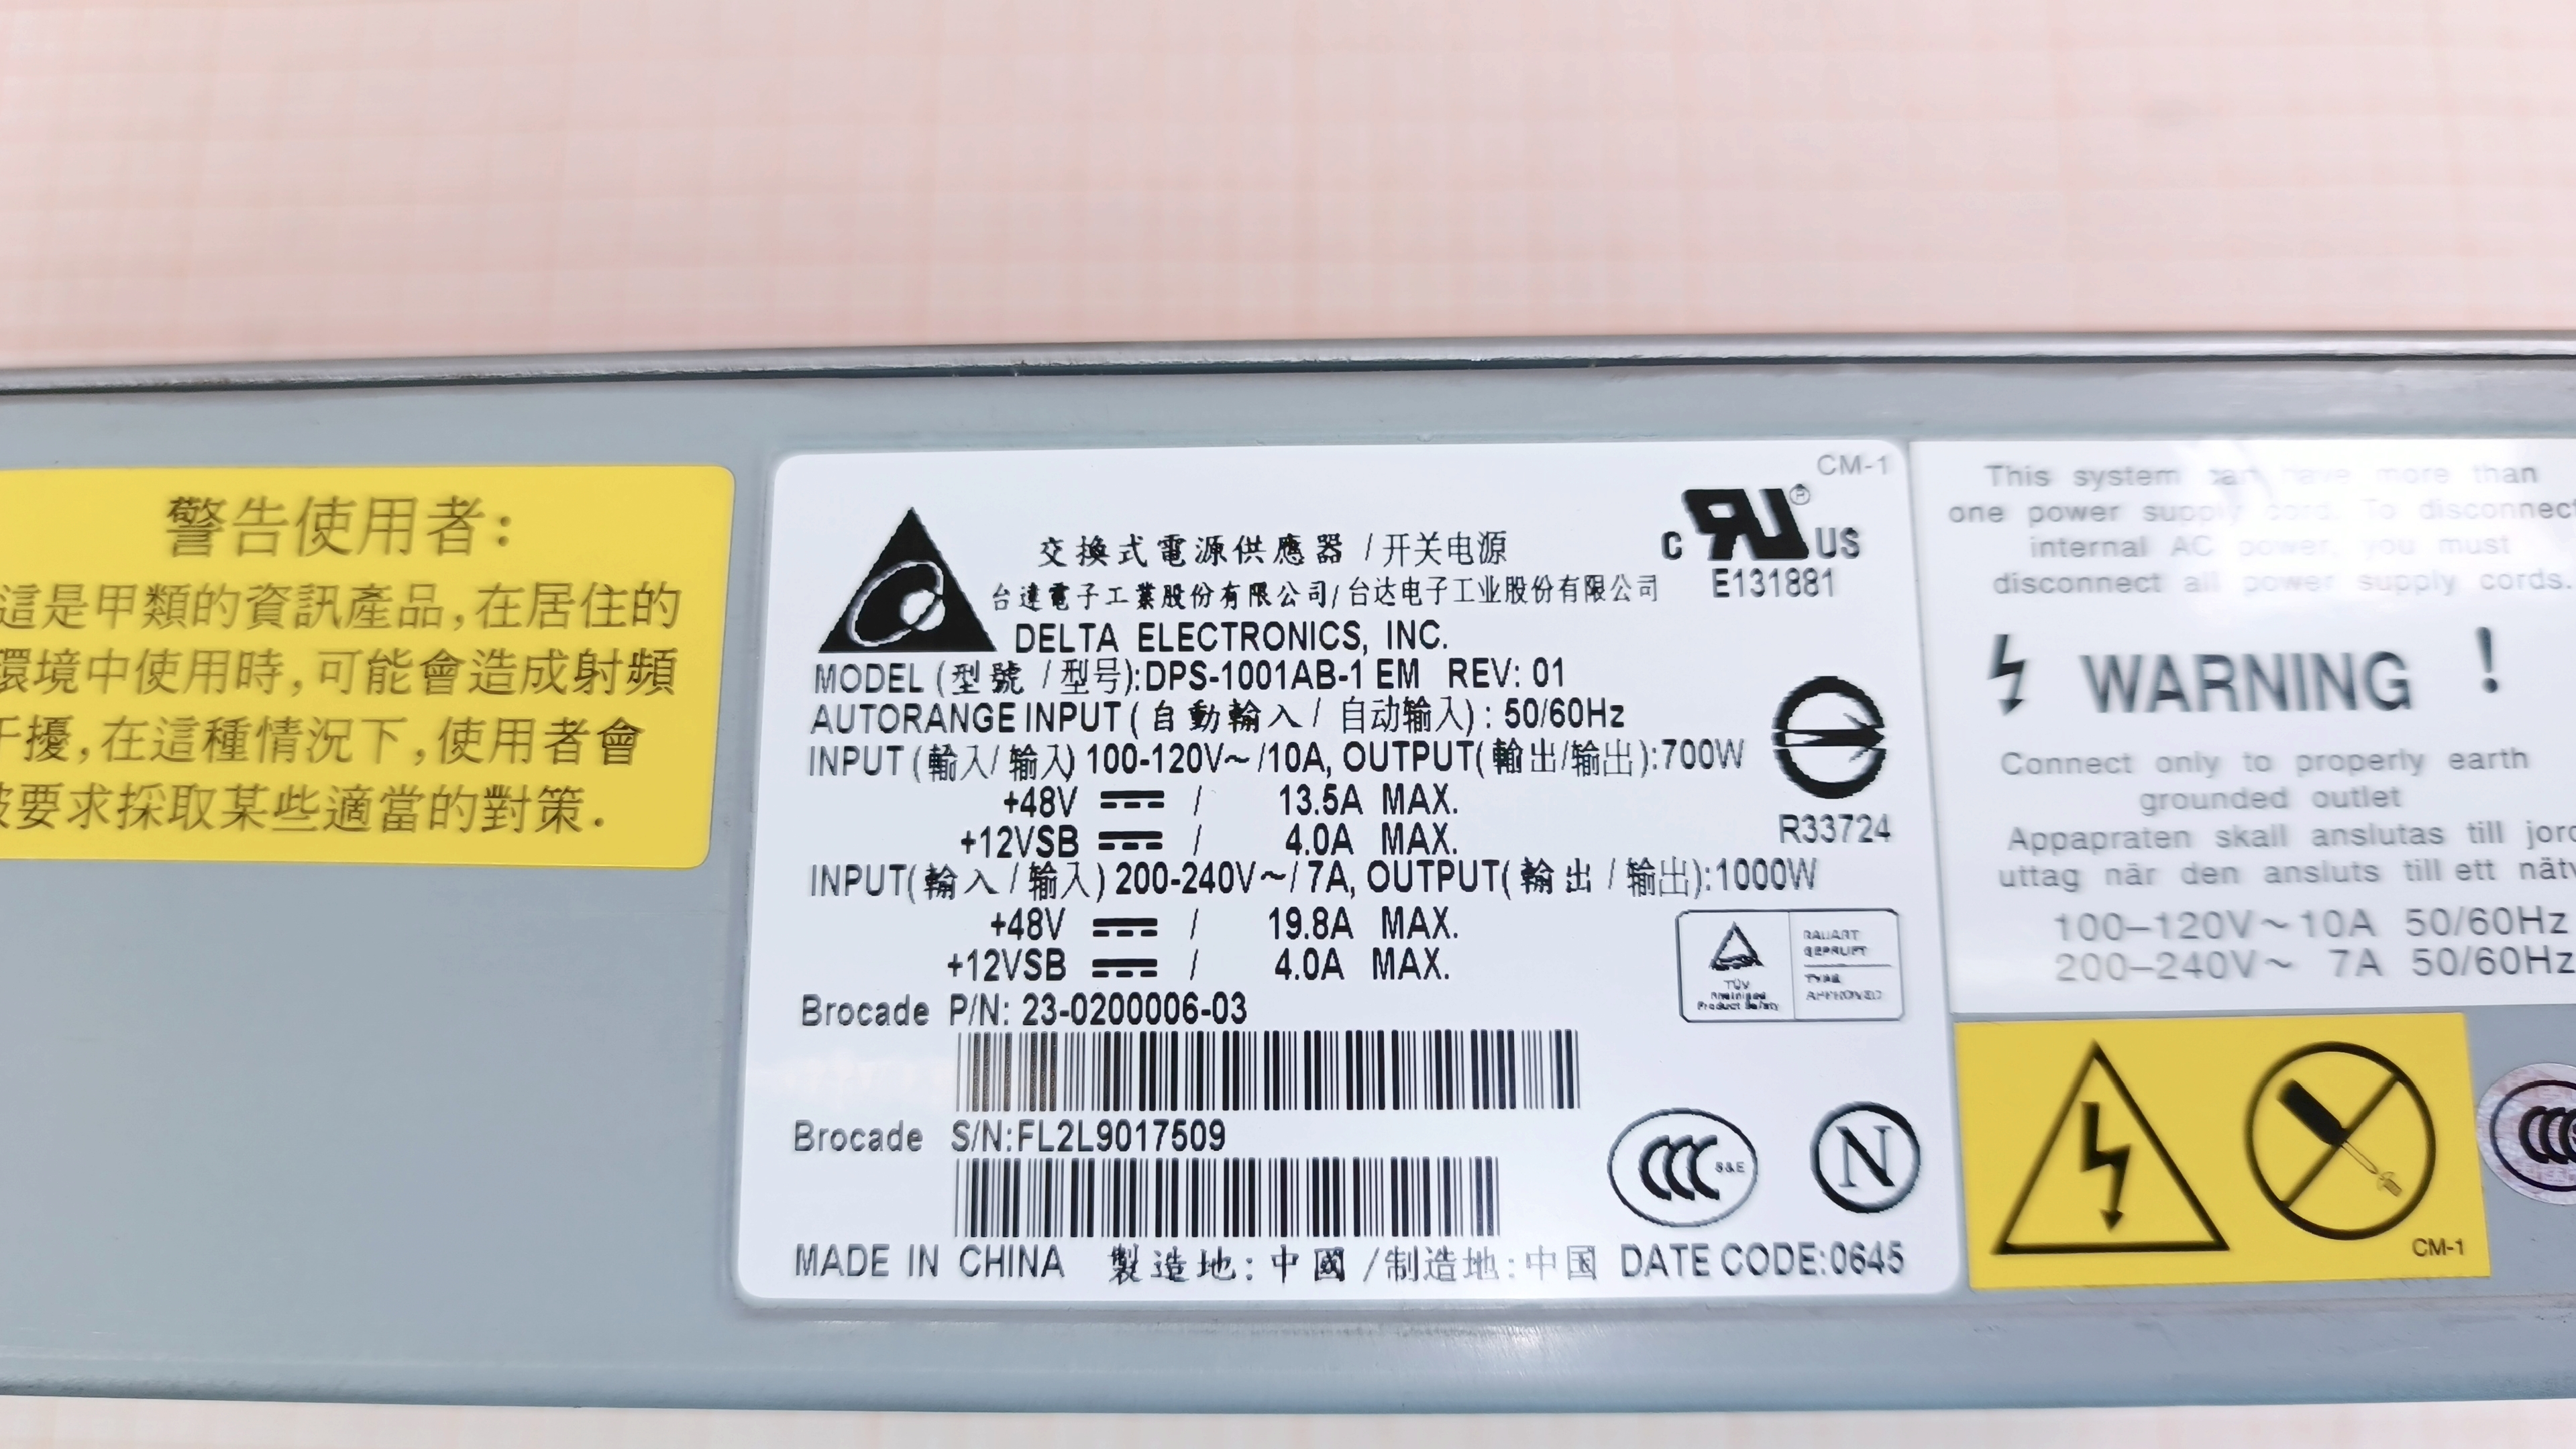 警告使用者:
這是甲類的資訊產品,在居住的
環境中使用時,可能會造成射頻
干擾,在這種情況下,使用者會
被要求採取某些適當的對策.
CM-1
交換式電源供應器 / 开关电源
台達電子工業股份有限公司/台达电子工业股份有限公司
DELTA ELECTRONICS, INC.
C RU ® US
E131881
MODEL (型號 / 型号):DPS-1001AB-1 EM REV: 01
AUTORANGE INPUT ( 自動輸入 / 自动输入) : 50/60Hz
INPUT (輸入/ 输入) 100-120V~ /10A, OUTPUT( 輸出/输出):700W
+48V ⎓ / 13.5A MAX.
+12VSB ⎓ / 4.0A MAX.
R33724
INPUT( 輸入 / 输入) 200-240V~/ 7A, OUTPUT( 輸出 / 输出):1000W
+48V ⎓ / 19.8A MAX.
+12VSB ⎓ / 4.0A MAX.
TÜV
Rheinland
Product Safety
BAUART
GEPRÜFT
TYPE
APPROVED
Brocade P/N: 23-0200006-03
Brocade S/N:FL2L9017509
CCC S&E
N
MADE IN CHINA 製造地: 中國 /制造地:中国 DATE CODE:0645
This system can have more than
one power supply cord. To disconnect
internal AC power, you must
disconnect all power supply cords.
WARNING !
Connect only to properly earth
grounded outlet
Appapraten skall anslutas till
uttag när den ansluts till ett
100–120V~10A 50/60Hz
200–240V~ 7A 50/60Hz
CM-1
CCC